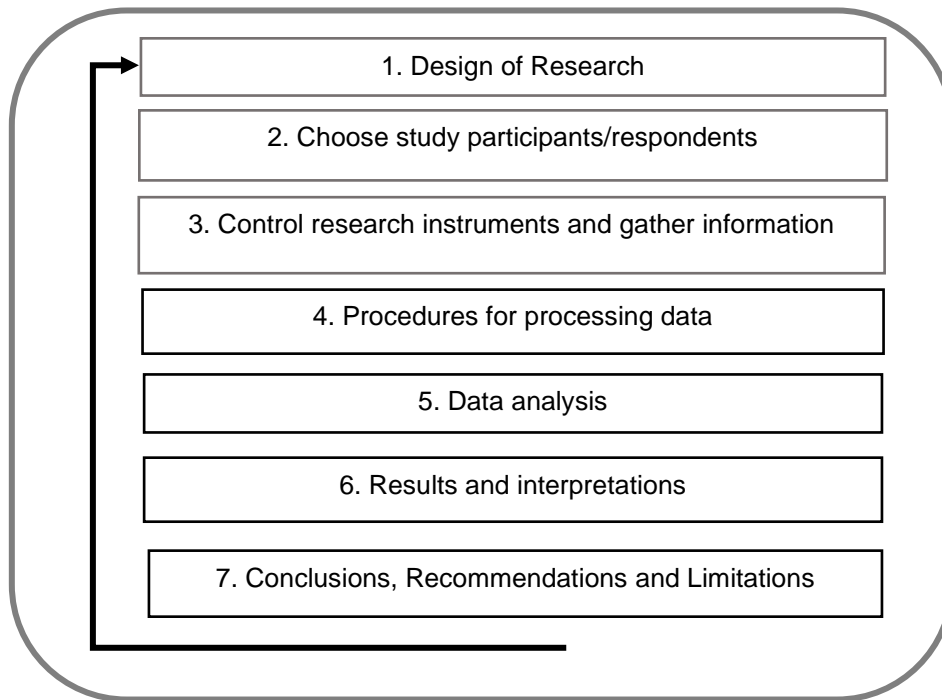 1. Design of Research
2. Choose study participants/respondents
3. Control research instruments and gather information
4. Procedures for processing data
5. Data analysis
6. Results and interpretations
7. Conclusions, Recommendations and Limitations